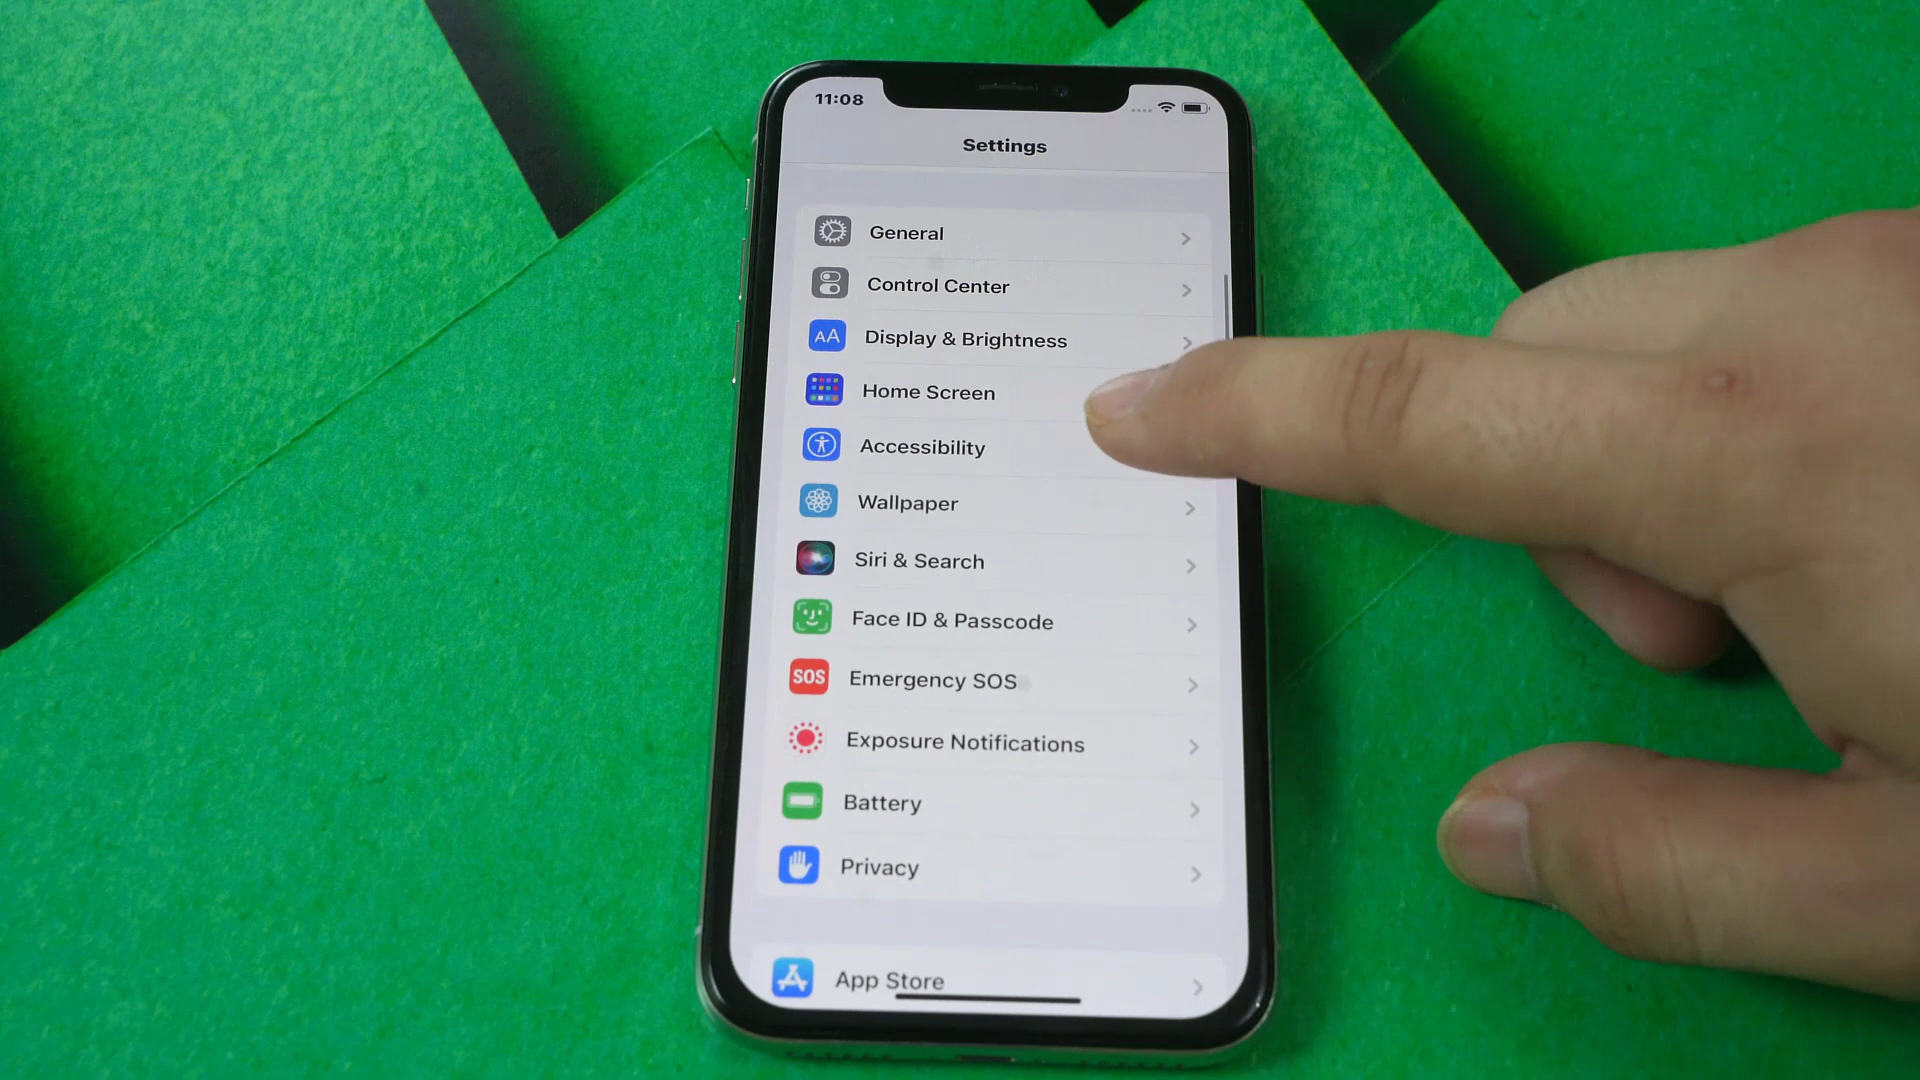 11:08
Settings
General
Control Center
AA Display & Brightness
Home Screen
Accessibility
Wallpaper
Siri & Search
Face ID & Passcode
SOS Emergency SOS
Exposure Notifications
Battery
Privacy
App Store